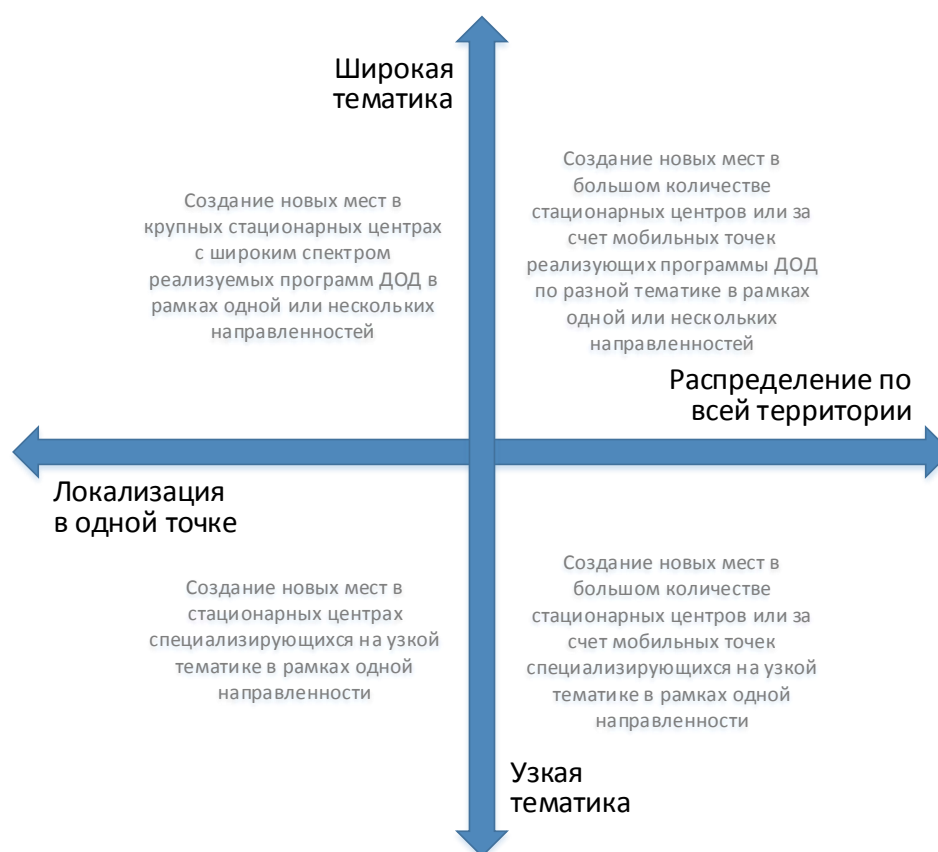 Широкая
тематика
Создание новых мест в
крупных стационарных центрах
с широким спектром
реализуемых программ ДОД в
рамках одной или нескольких
направленностей
Создание новых мест в
большом количестве
стационарных центров или за
счет мобильных точек
реализующих программы ДОД
по разной тематике в рамках
одной или нескольких
направленностей
Распределение по
всей территории
Локализация
в одной точке
Создание новых мест в
стационарных центрах
специализирующихся на узкой
тематике в рамках одной
направленности
Создание новых мест в
большом количестве
стационарных центров или за
счет мобильных точек
специализирующихся на узкой
тематике в рамках одной
направленности
Узкая
тематика